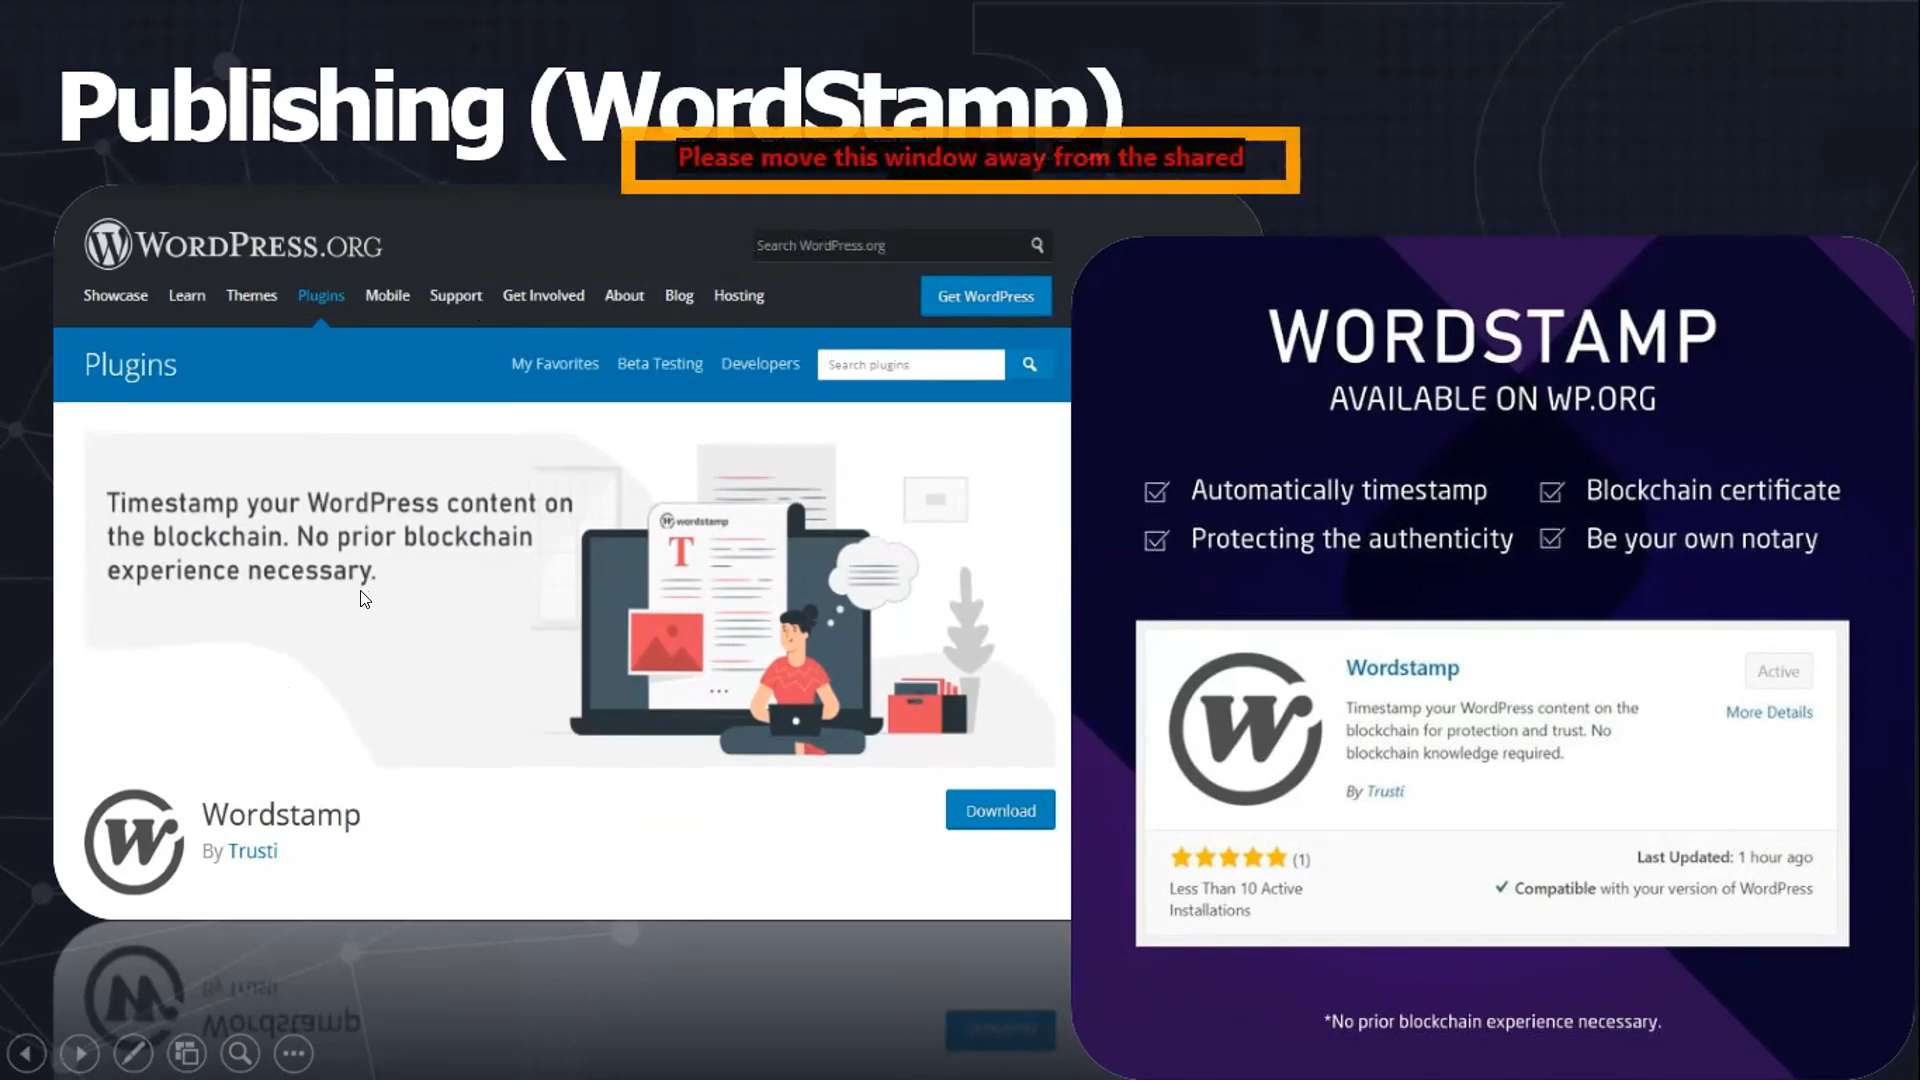 Publishing (WordStamp)
Please move this window away from the shared
WORDPRESS.ORG
Search WordPress.org
Showcase Learn Themes Plugins Mobile Support Get Involved About Blog Hosting
Get WordPress
Plugins
My Favorites Beta Testing Developers
Search plugins
Timestamp your WordPress content on
the blockchain. No prior blockchain
experience necessary.
wordstamp
T
Wordstamp
By Trusti
Download
WORDSTAMP
AVAILABLE ON WP.ORG
Automatically timestamp
Blockchain certificate
Protecting the authenticity
Be your own notary
Wordstamp
Active
Timestamp your WordPress content on the
blockchain for protection and trust. No
blockchain knowledge required.
More Details
By Trusti
(1)
Last Updated: 1 hour ago
Less Than 10 Active
Installations
Compatible with your version of WordPress
*No prior blockchain experience necessary.
By Trusti
Wordstamp